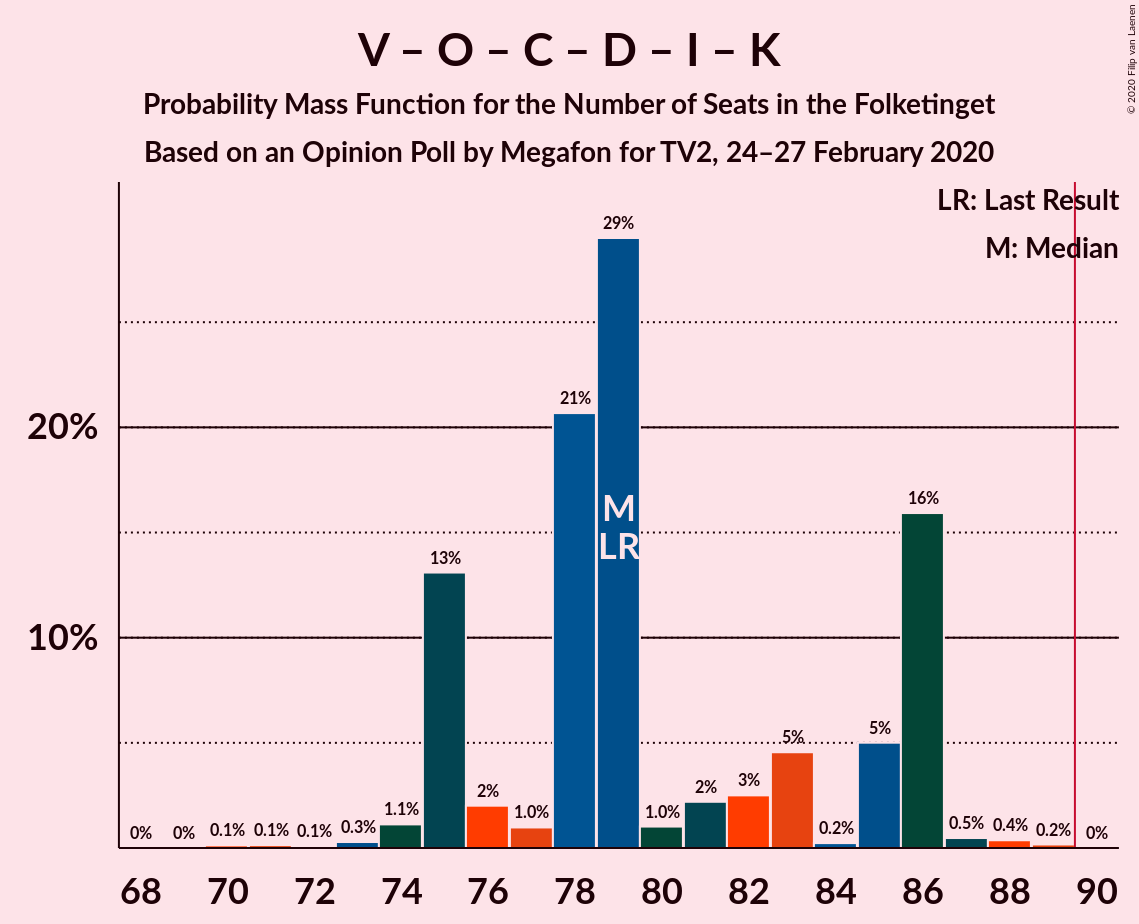 V – O – C – D – I – K
Probability Mass Function for the Number of Seats in the Folketinget
Based on an Opinion Poll by Megafon for TV2, 24–27 February 2020
© 2020 Filip van Laenen
LR: Last Result
M: Median
20%
10%
0% 0% 0.1% 0.1% 0.1% 0.3% 1.1% 13% 2% 1.0% 21% 29% 1.0% 2% 3% 5% 0.2% 5% 16% 0.5% 0.4% 0.2% 0%
M
LR
68 70 72 74 76 78 80 82 84 86 88 90